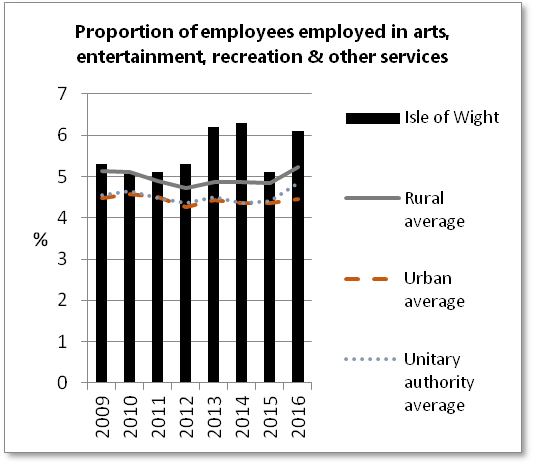 Proportion of employees employed in arts,
entertainment, recreation & other services
7
6
5
4
3
2
1
0
%
2009
2010
2011
2012
2013
2014
2015
2016
Isle of Wight
Rural
average
Urban
average
Unitary
authority
average